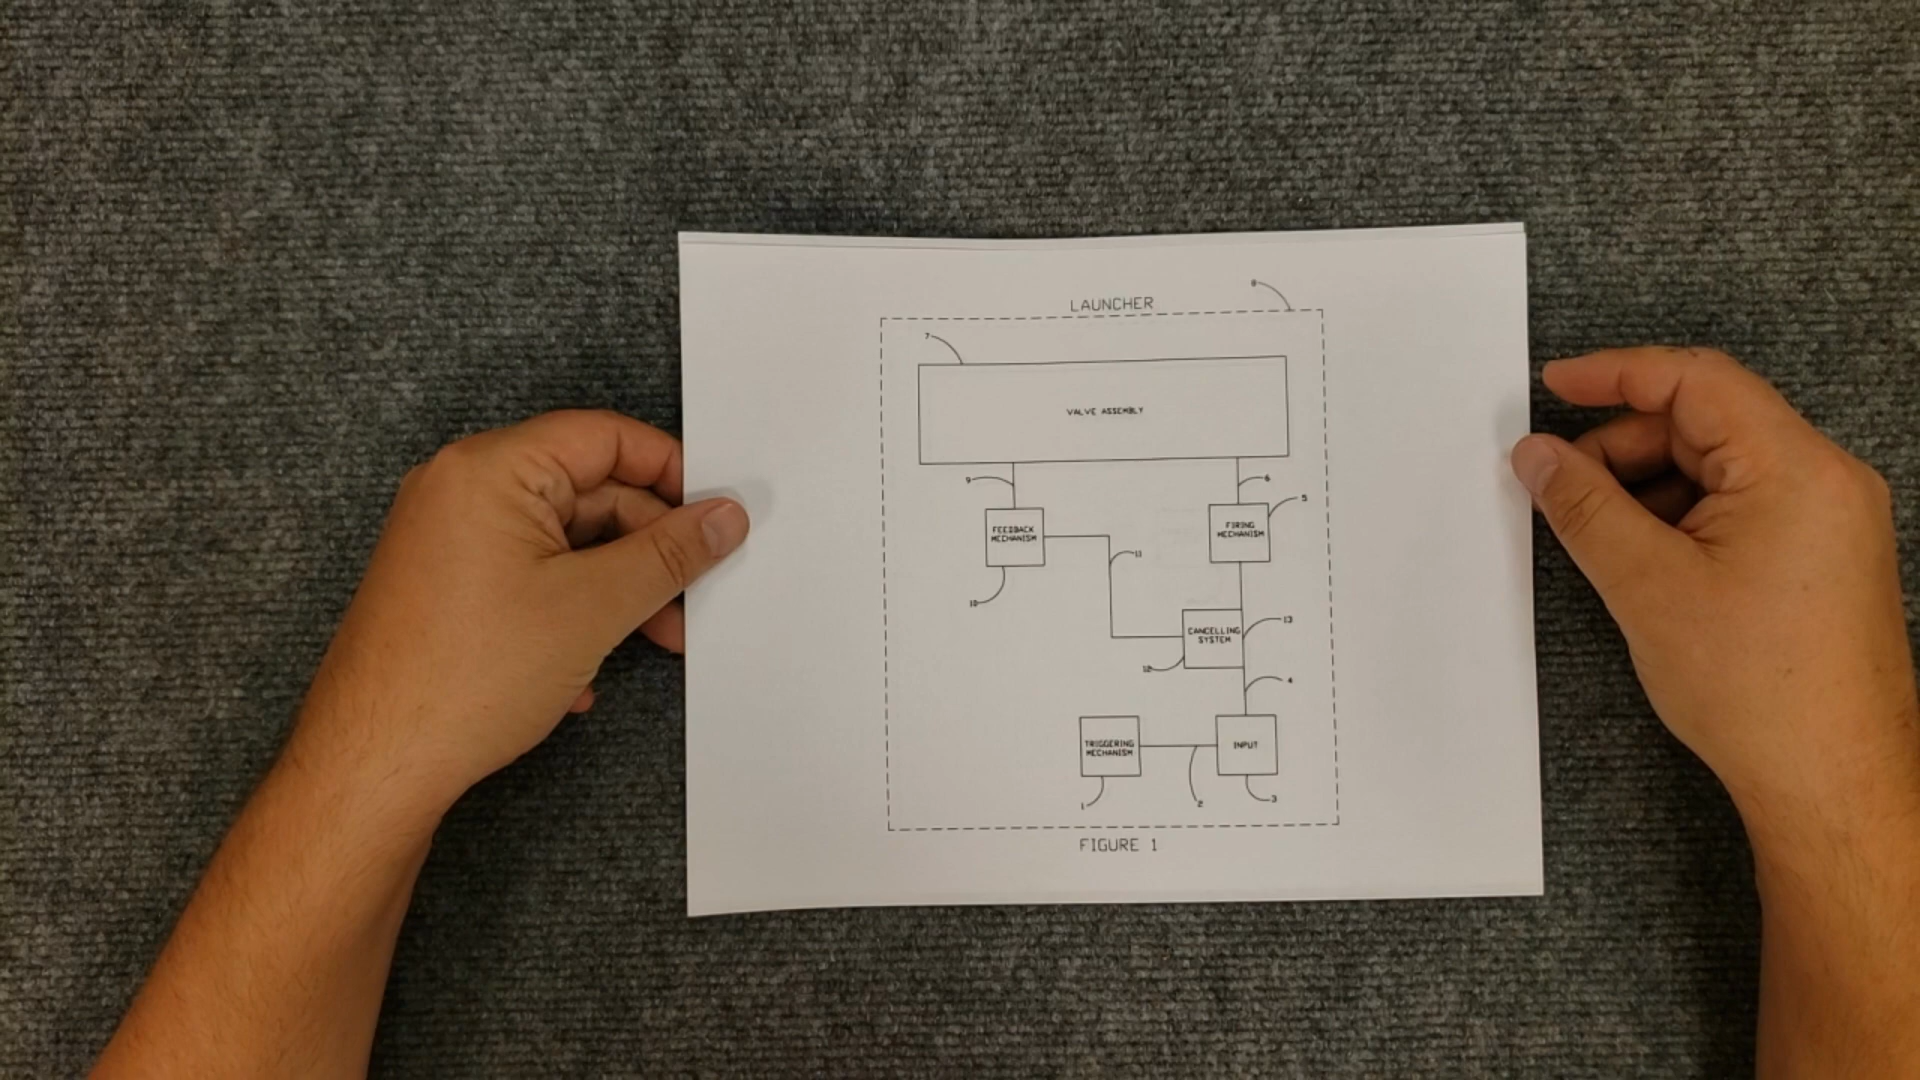 LAUNCHER
8
7
VALVE ASSEMBLY
9
6
5
FEEDBACK
MECHANISM
FIRING
MECHANISM
11
10
CANCELLING
SYSTEM
13
12
4
TRIGGERING
MECHANISM
INPUT
1
2
3
FIGURE 1